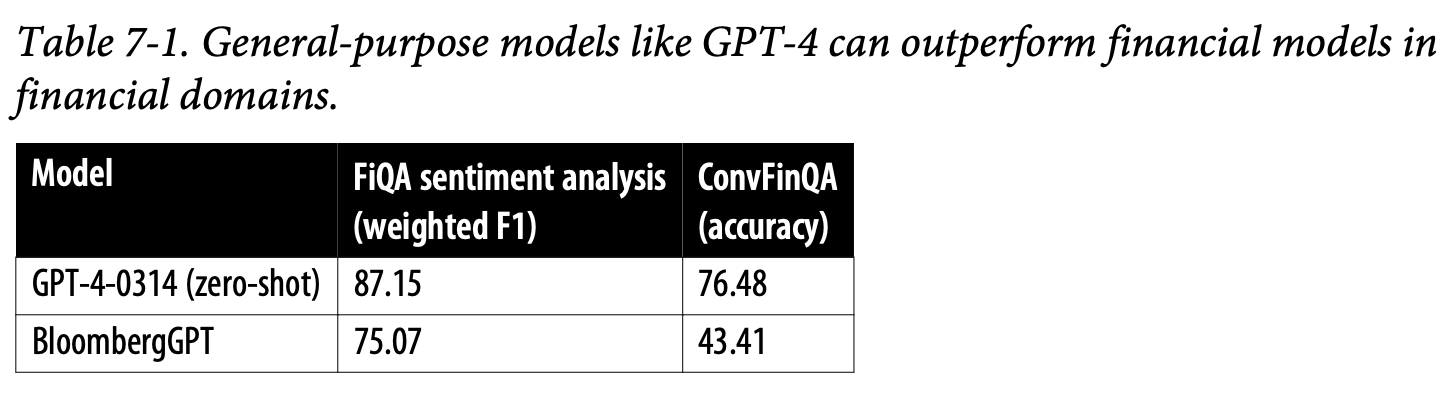 Table 7-1. General-purpose models like GPT-4 can outperform financial models in
financial domains.
Model FiQA sentiment analysis (weighted F1) ConvFinQA (accuracy)
GPT-4-0314 (zero-shot) 87.15 76.48
BloombergGPT 75.07 43.41